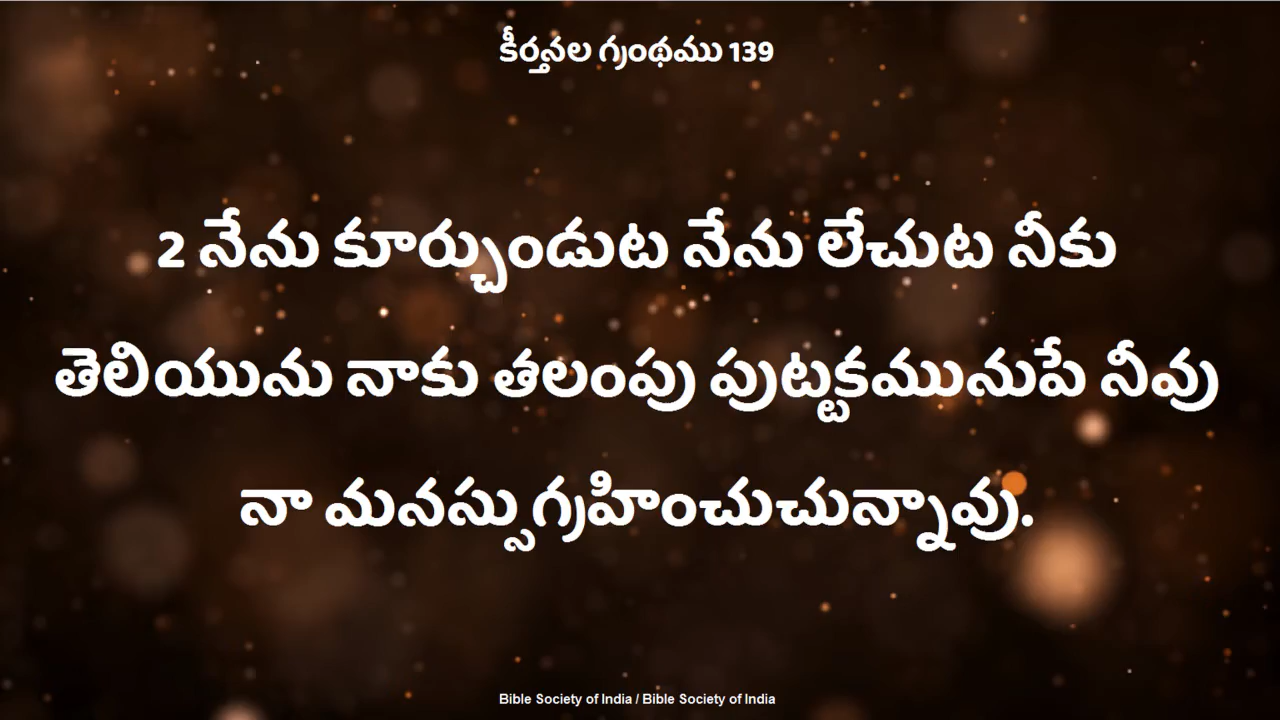 కీర్తనల గ్రంథము 139
2 నేను కూర్చుండుట నేను లేచుట నీకు
తెలియును నాకు తలంపు పుట్టకమునుపే నీవు
నా మనస్సుగ్రహించుచున్నావు.
Bible Society of India / Bible Society of India